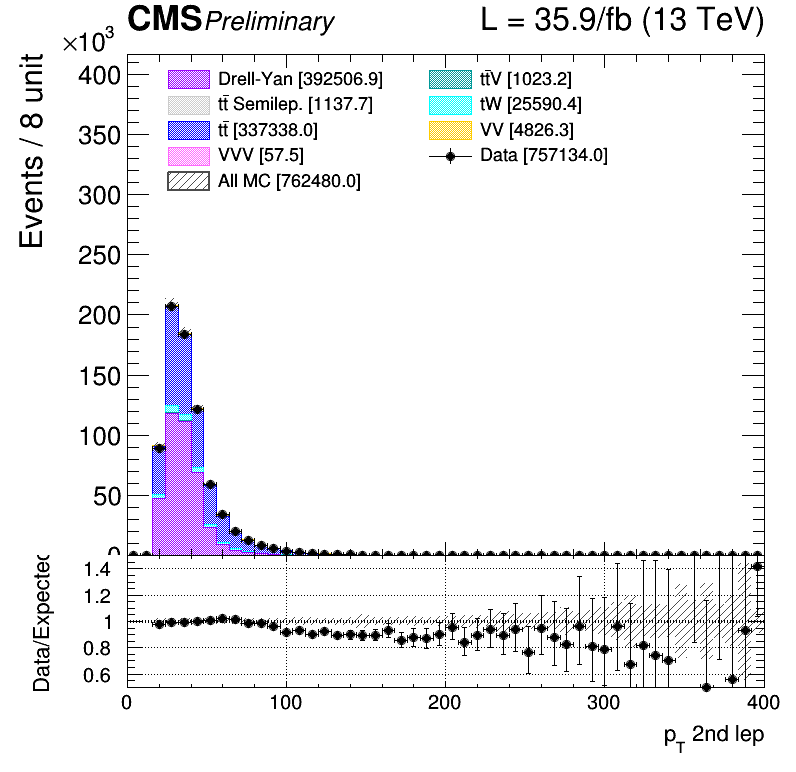 CMS Preliminary L = 35.9/fb (13 TeV)
×10³
Events / 8 unit
400
350
300
250
200
150
100
50
0
Drell-Yan [392506.9]
tt̄ Semilep. [1137.7]
tt̄ [337338.0]
VVV [57.5]
All MC [762480.0]
tt̄V [1023.2]
tW [25590.4]
VV [4826.3]
Data [757134.0]
Data/Expected
1.4
1.2
1
0.8
0.6
0 100 200 300 400
p_T 2nd lep